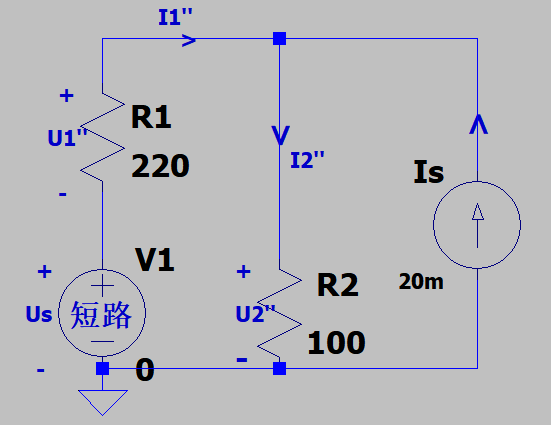 I1''
+
R1
U1''
220
-
I2''
Is
V1
+
Us
短路
-
0
+
R2
U2''
100
-
20m